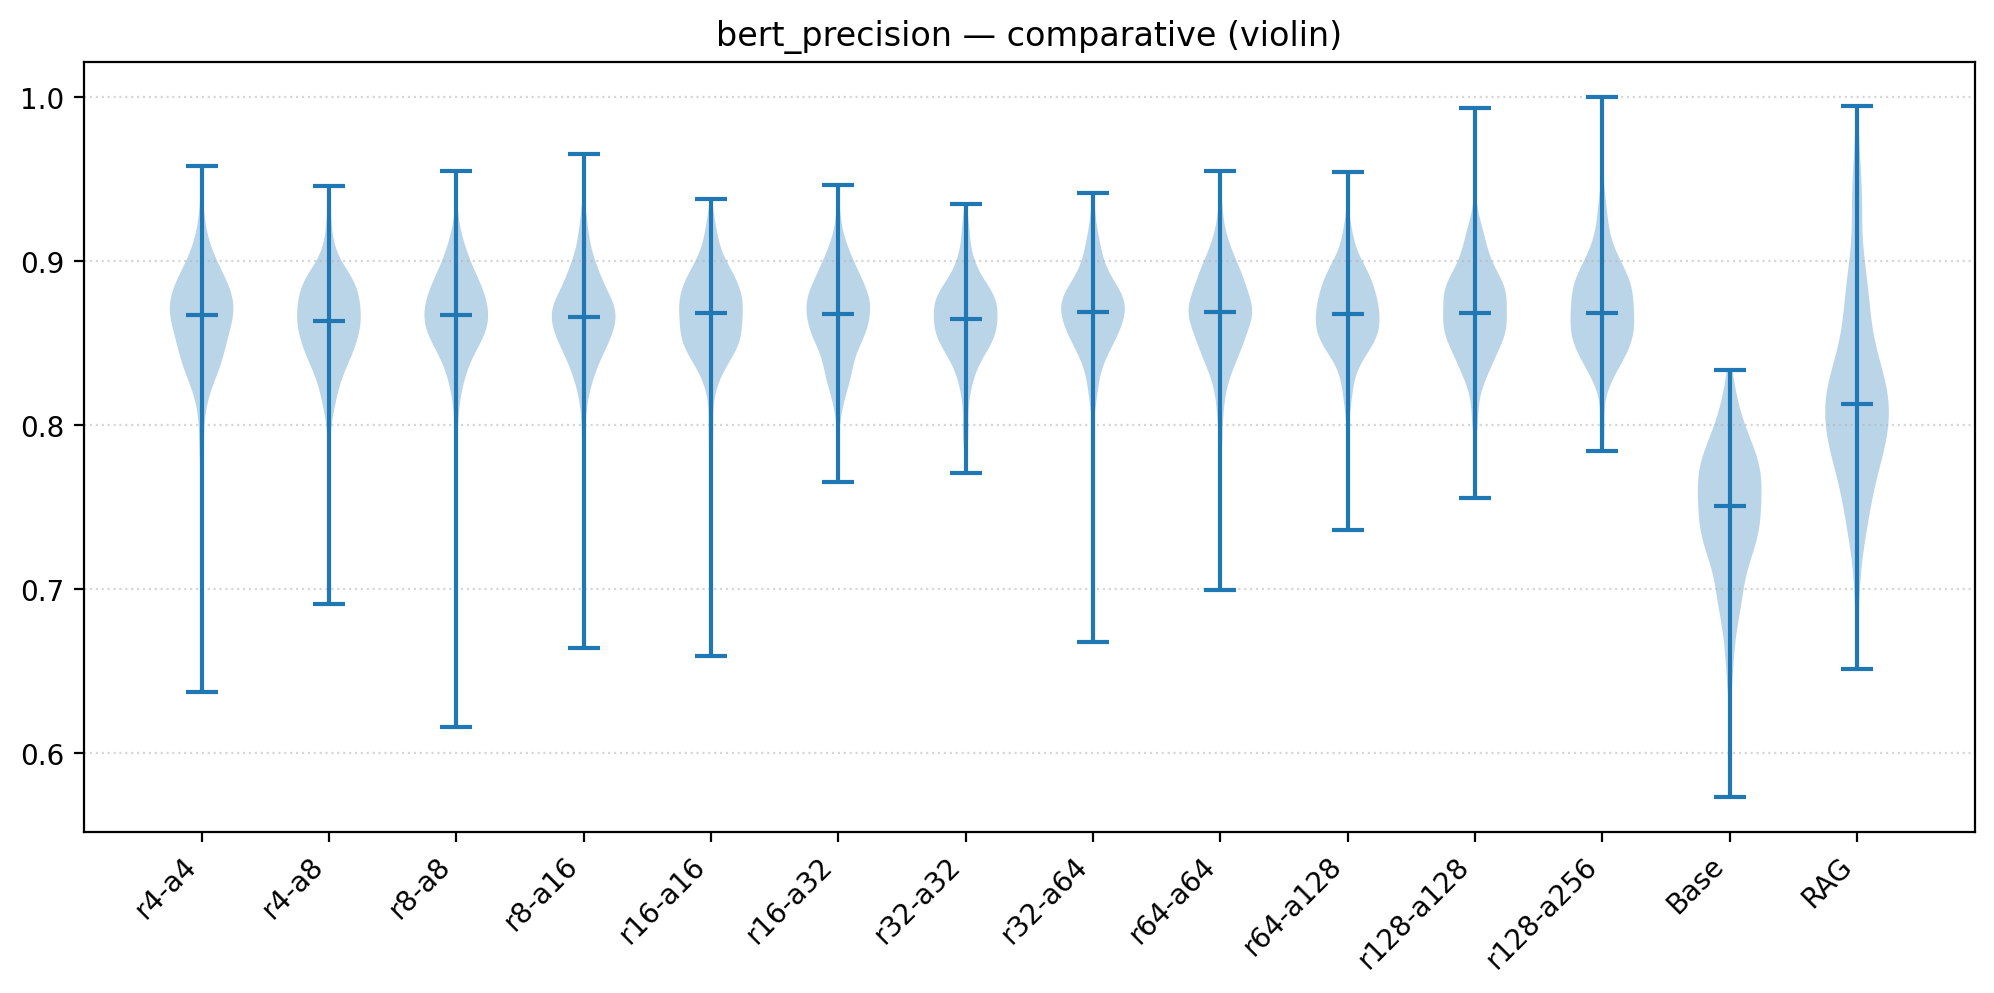 bert_precision — comparative (violin)
1.0
0.9
0.8
0.7
0.6
r4-a4
r4-a8
r8-a8
r8-a16
r16-a16
r16-a32
r32-a32
r32-a64
r64-a64
r64-a128
r128-a128
r128-a256
Base
RAG